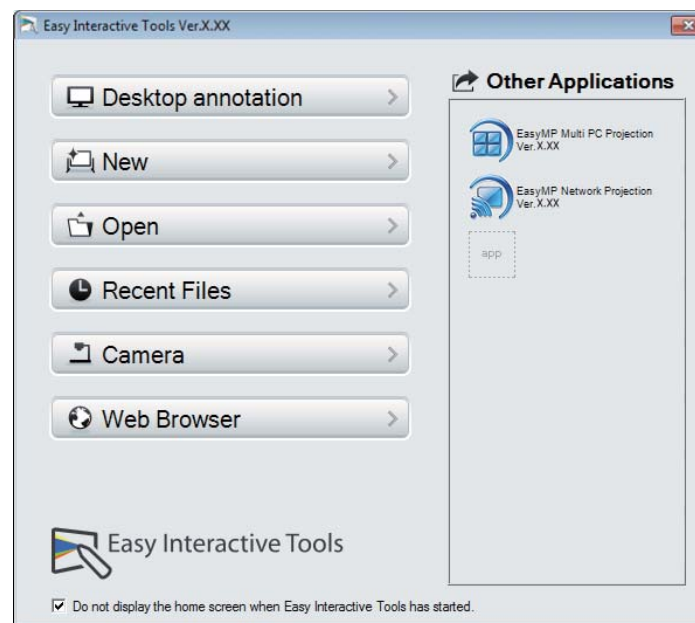 Easy Interactive Tools Ver.X.XX
Desktop annotation
New
Open
Recent Files
Camera
Web Browser
Other Applications
EasyMP Multi PC Projection
Ver.X.XX
EasyMP Network Projection
Ver.X.XX
app
Easy Interactive Tools
Do not display the home screen when Easy Interactive Tools has started.